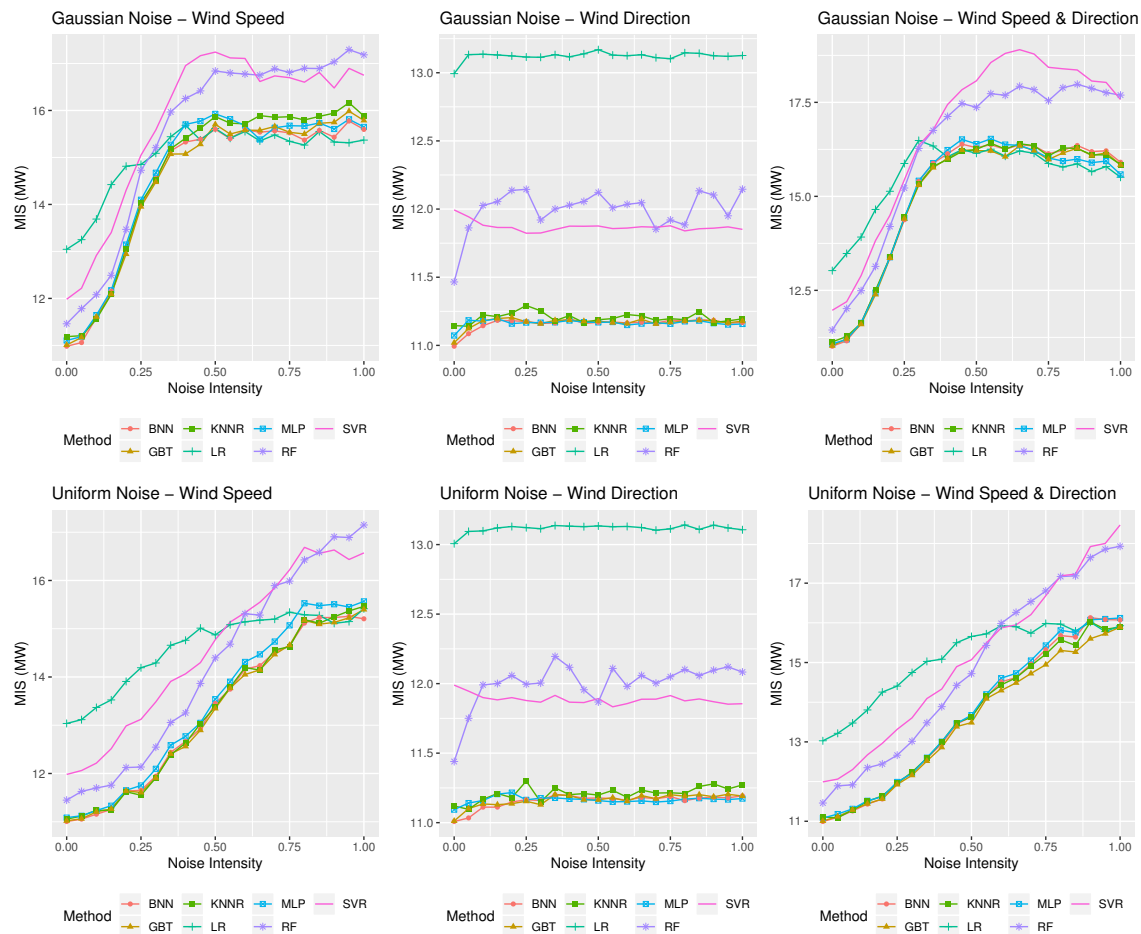 Gaussian Noise − Wind Speed
16
14
12
MIS (MW)
0.00 0.25 0.50 0.75 1.00
Noise Intensity
Method
BNN KNNR MLP SVR
GBT LR RF
Gaussian Noise − Wind Direction
13.0
12.5
12.0
11.5
11.0
MIS (MW)
0.00 0.25 0.50 0.75 1.00
Noise Intensity
Method
BNN KNNR MLP SVR
GBT LR RF
Gaussian Noise − Wind Speed & Direction
17.5
15.0
12.5
MIS (MW)
0.00 0.25 0.50 0.75 1.00
Noise Intensity
Method
BNN KNNR MLP SVR
GBT LR RF
Uniform Noise − Wind Speed
16
14
12
MIS (MW)
0.00 0.25 0.50 0.75 1.00
Noise Intensity
Method
BNN KNNR MLP SVR
GBT LR RF
Uniform Noise − Wind Direction
13.0
12.5
12.0
11.5
11.0
MIS (MW)
0.00 0.25 0.50 0.75 1.00
Noise Intensity
Method
BNN KNNR MLP SVR
GBT LR RF
Uniform Noise − Wind Speed & Direction
17
15
13
11
MIS (MW)
0.00 0.25 0.50 0.75 1.00
Noise Intensity
Method
BNN KNNR MLP SVR
GBT LR RF